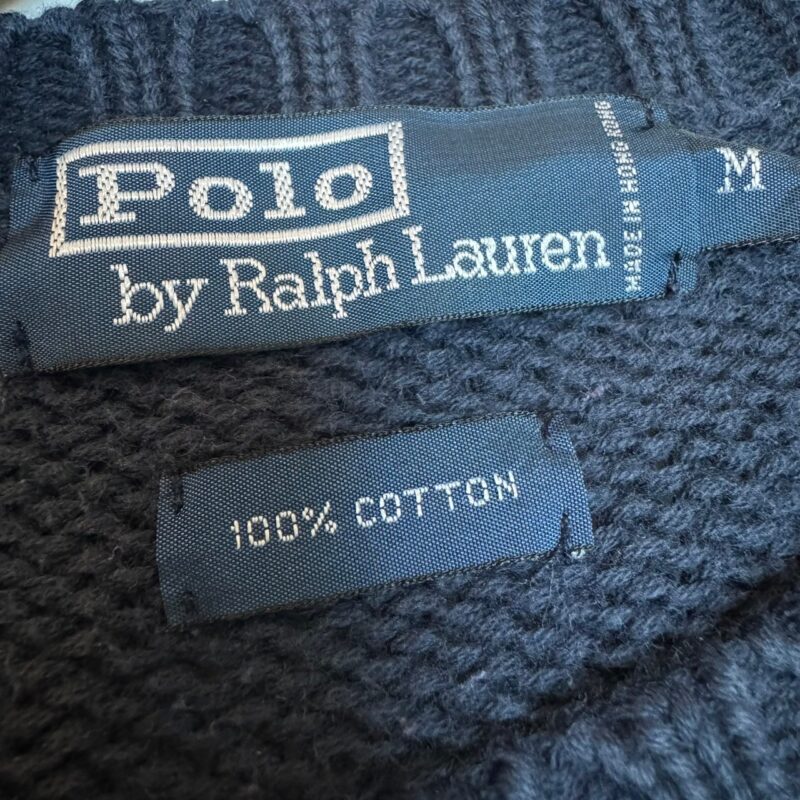 Polo
by Ralph Lauren
MADE IN HONG KONG
M
100% COTTON